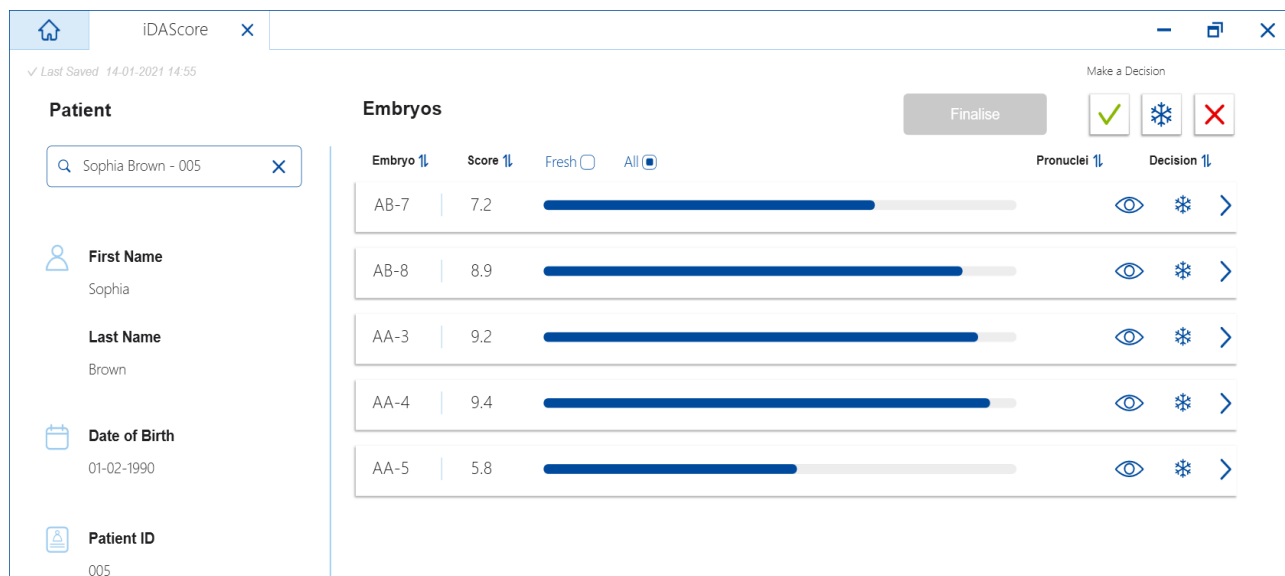 iDAScore
✓ Last Saved 14-01-2021 14:55
Make a Decision
Patient
Embryos
Finalise
Sophia Brown - 005
Embryo Score Fresh All Pronuclei Decision
AB-7 7.2
AB-8 8.9
AA-3 9.2
AA-4 9.4
AA-5 5.8
First Name
Sophia
Last Name
Brown
Date of Birth
01-02-1990
Patient ID
005